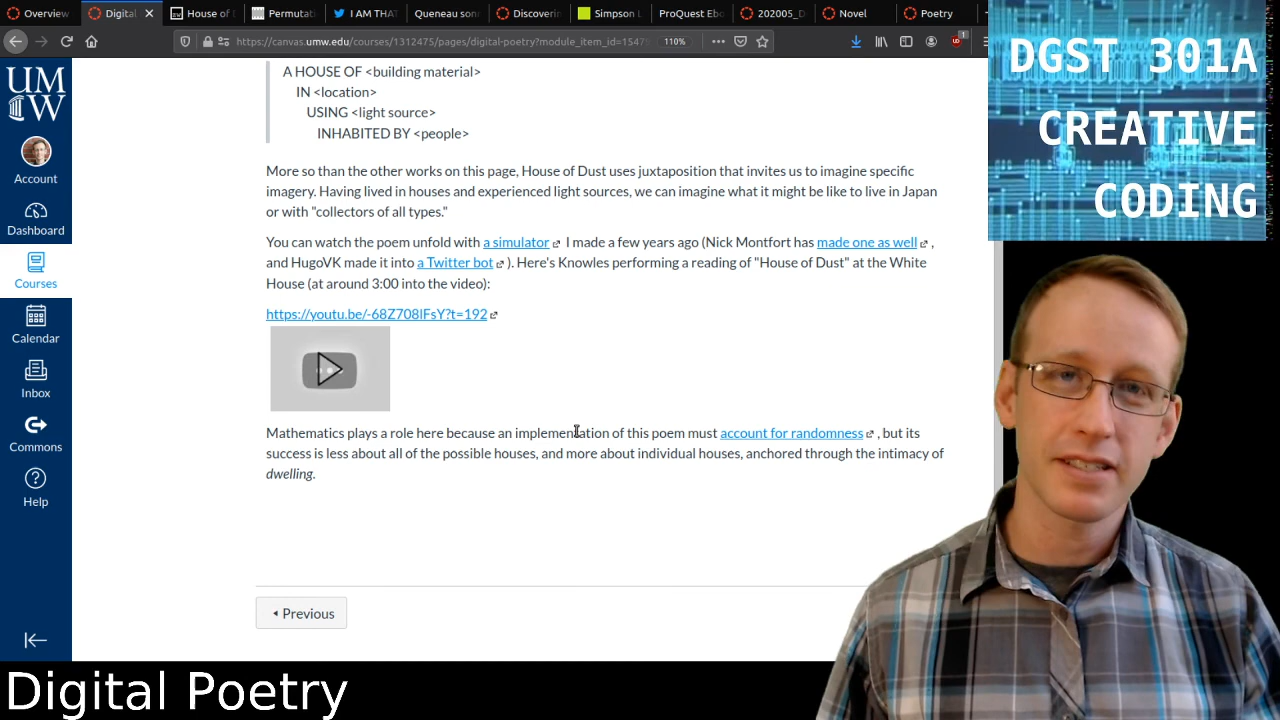 Overview
Digital
House of
Permutati
I AM THAT
Queneau son
Discoverin
Simpson L
ProQuest Ebo
202005_D
Novel
Poetry
https://canvas.umw.edu/courses/1312475/pages/digital-poetry?module_item_id=1547
110%
1
UM
W
Account
Dashboard
Courses
Calendar
Inbox
Commons
Help
A HOUSE OF <building material>
IN <location>
USING <light source>
INHABITED BY <people>
More so than the other works on this page, House of Dust uses juxtaposition that invites us to imagine specific
imagery. Having lived in houses and experienced light sources, we can imagine what it might be like to live in Japan
or with "collectors of all types."
You can watch the poem unfold with a simulator I made a few years ago (Nick Montfort has made one as well ,
and HugoVK made it into a Twitter bot ). Here's Knowles performing a reading of "House of Dust" at the White
House (at around 3:00 into the video):
https://youtu.be/-68Z708lFsY?t=192
Mathematics plays a role here because an implementation of this poem must account for randomness , but its
success is less about all of the possible houses, and more about individual houses, anchored through the intimacy of
dwelling.
Previous
DGST 301A
CREATIVE
CODING
Digital Poetry